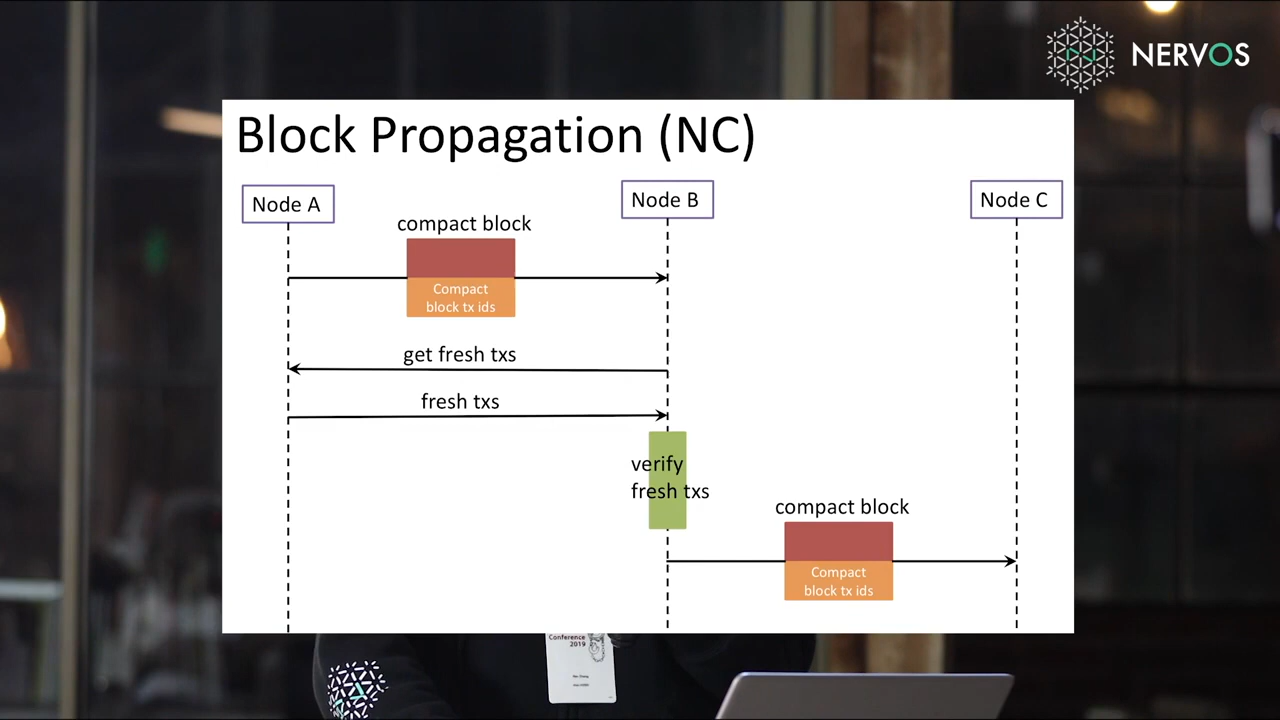 NERVOS
Block Propagation (NC)
Node A
Node B
Node C
compact block
Compact
block tx ids
get fresh txs
fresh txs
verify
fresh txs
compact block
Compact
block tx ids
Conference
2019